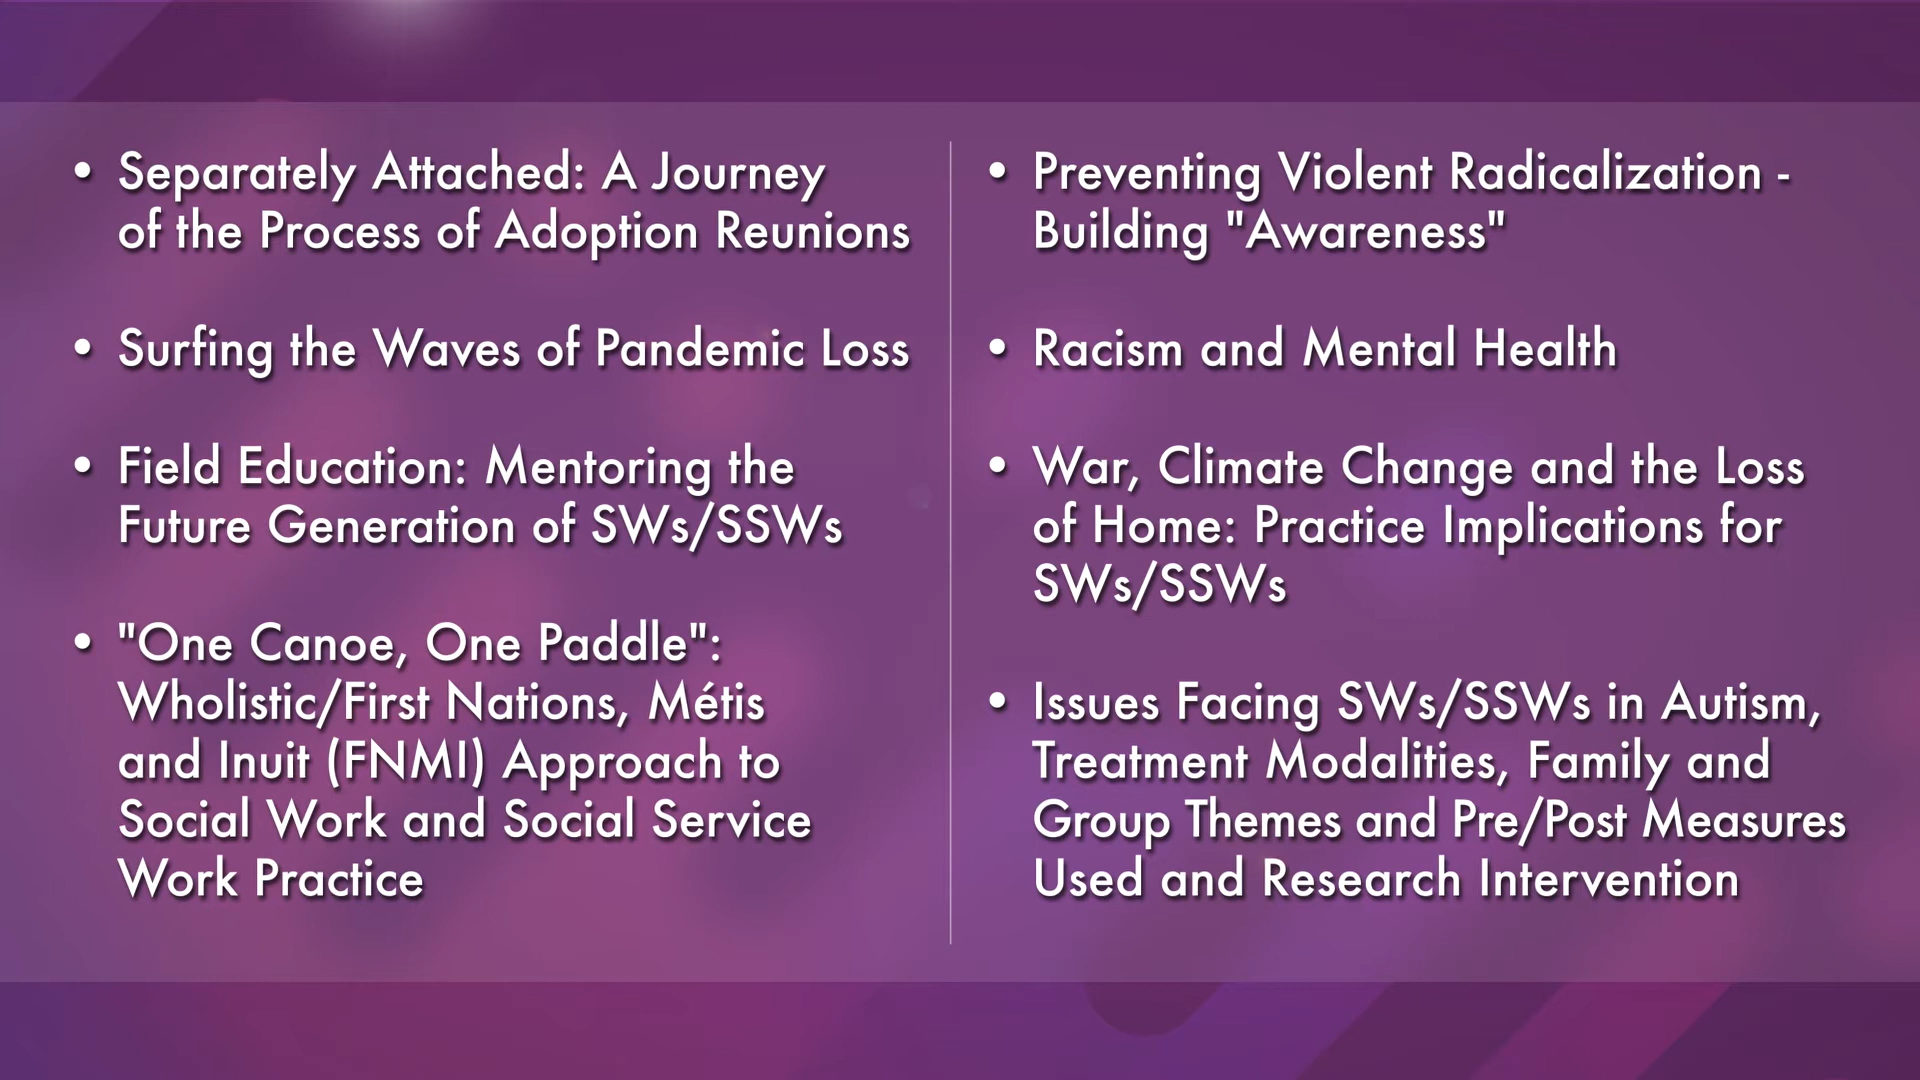 • Separately Attached: A Journey
of the Process of Adoption Reunions
• Surfing the Waves of Pandemic Loss
• Field Education: Mentoring the
Future Generation of SWs/SSWs
• "One Canoe, One Paddle":
Wholistic/First Nations, Métis
and Inuit (FNMI) Approach to
Social Work and Social Service
Work Practice
• Preventing Violent Radicalization -
Building "Awareness"
• Racism and Mental Health
• War, Climate Change and the Loss
of Home: Practice Implications for
SWs/SSWs
• Issues Facing SWs/SSWs in Autism,
Treatment Modalities, Family and
Group Themes and Pre/Post Measures
Used and Research Intervention